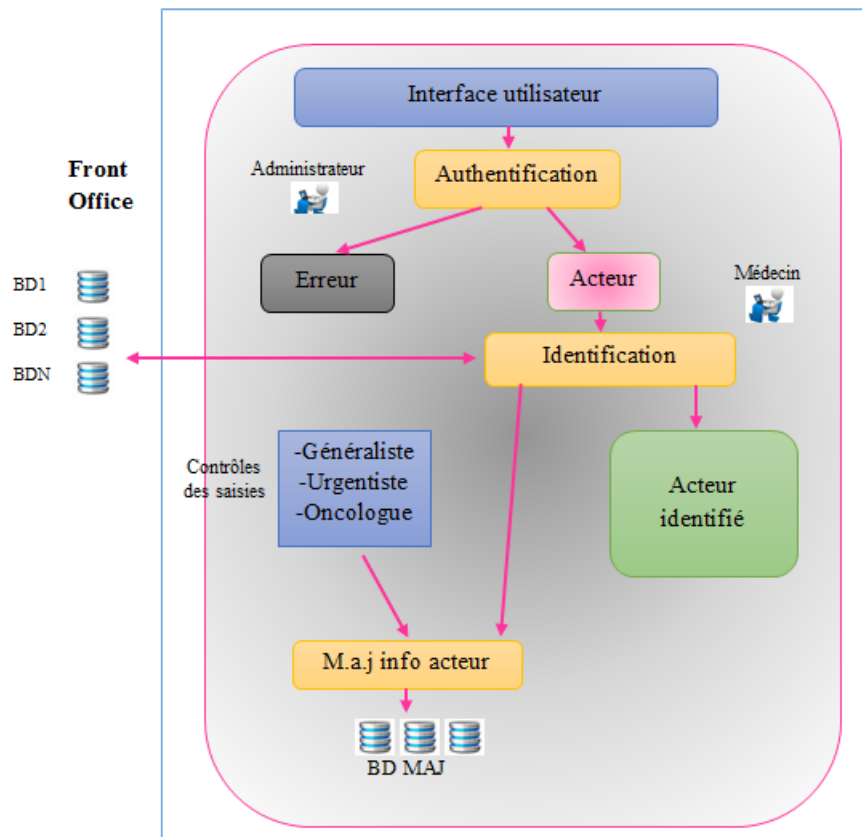 Interface utilisateur
Front
Office
Administrateur
Authentification
Erreur
Acteur
Médecin
BD1
BD2
BDN
Identification
Contrôles
des saisies
-Généraliste
-Urgentiste
-Oncologue
Acteur
identifié
M.a.j info acteur
BD MAJ